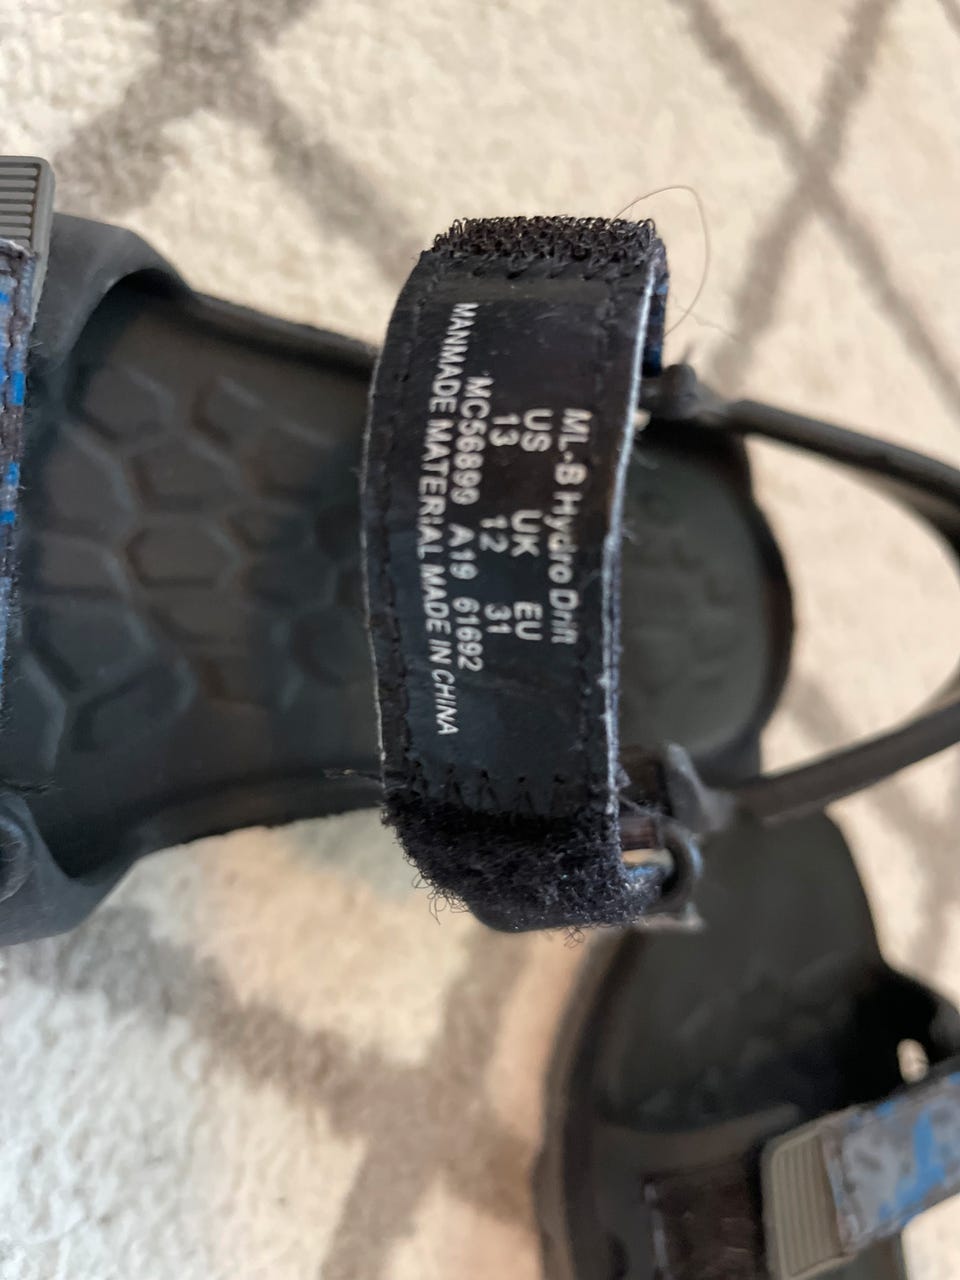 ML-B Hydro Drift
US UK EU
13 12 31
MC56899 A19 61692
MANMADE MATERIAL MADE IN CHINA